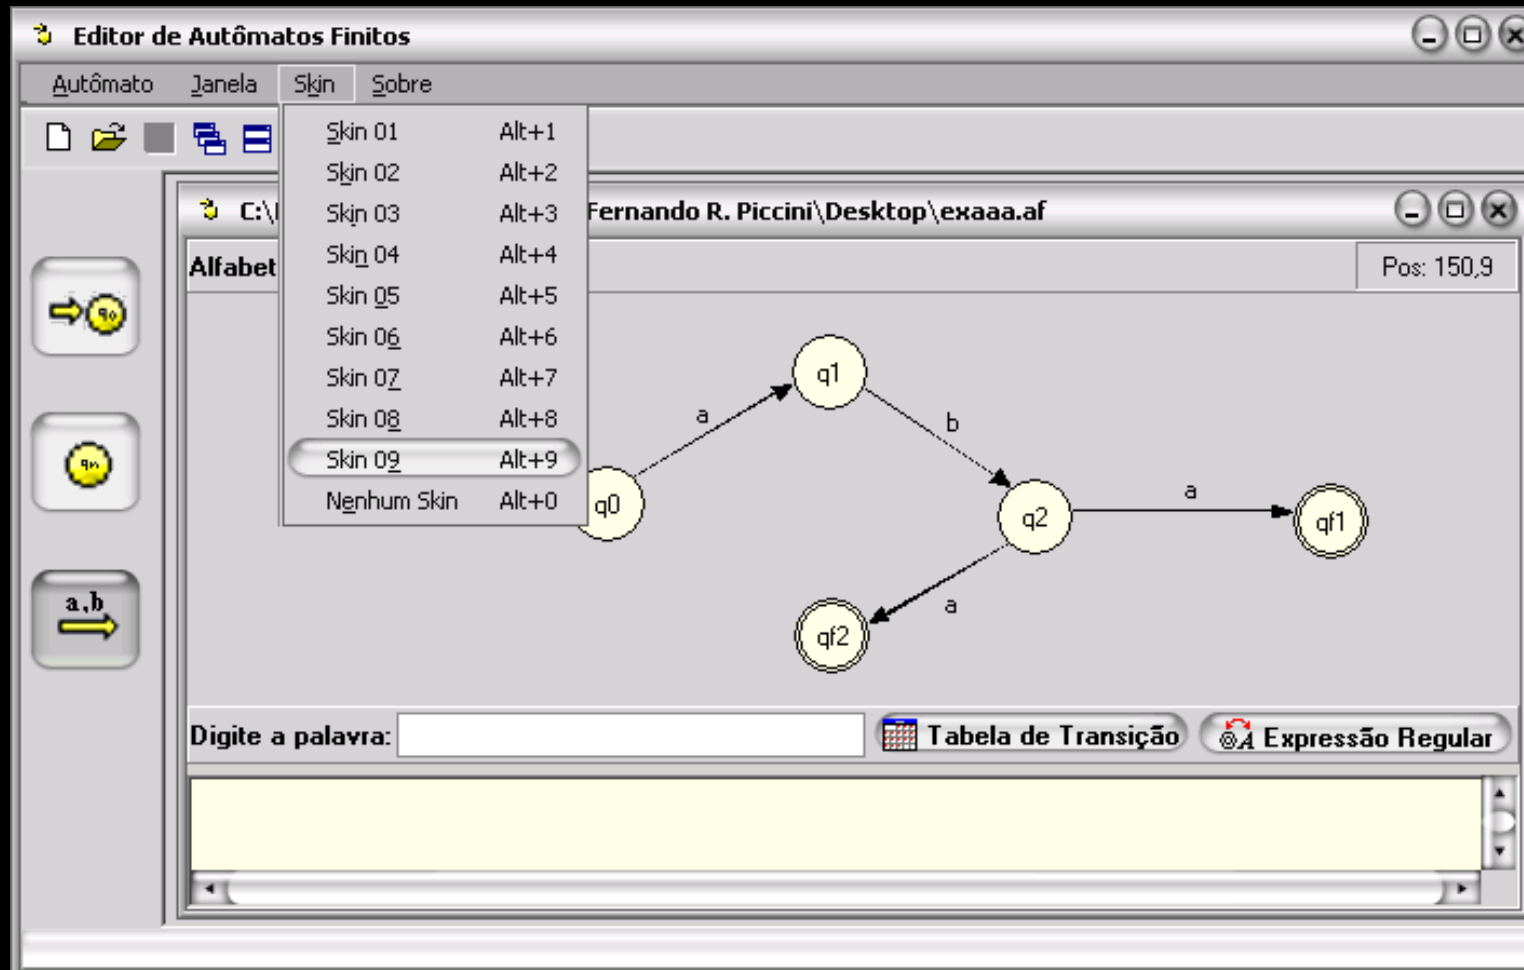 Editor de Autômatos Finitos
Autômato Janela Skin Sobre
Skin 01 Alt+1
Skin 02 Alt+2
Skin 03 Alt+3
Skin 04 Alt+4
Skin 05 Alt+5
Skin 06 Alt+6
Skin 07 Alt+7
Skin 08 Alt+8
Skin 09 Alt+9
Nenhum Skin Alt+0
C:\ Fernando R. Piccini\Desktop\exaaa.af
Alfabet
Pos: 150,9
q0
qn
a,b
q1
a
b
q0
q2
a
qf1
a
qf2
Digite a palavra: Tabela de Transição Expressão Regular